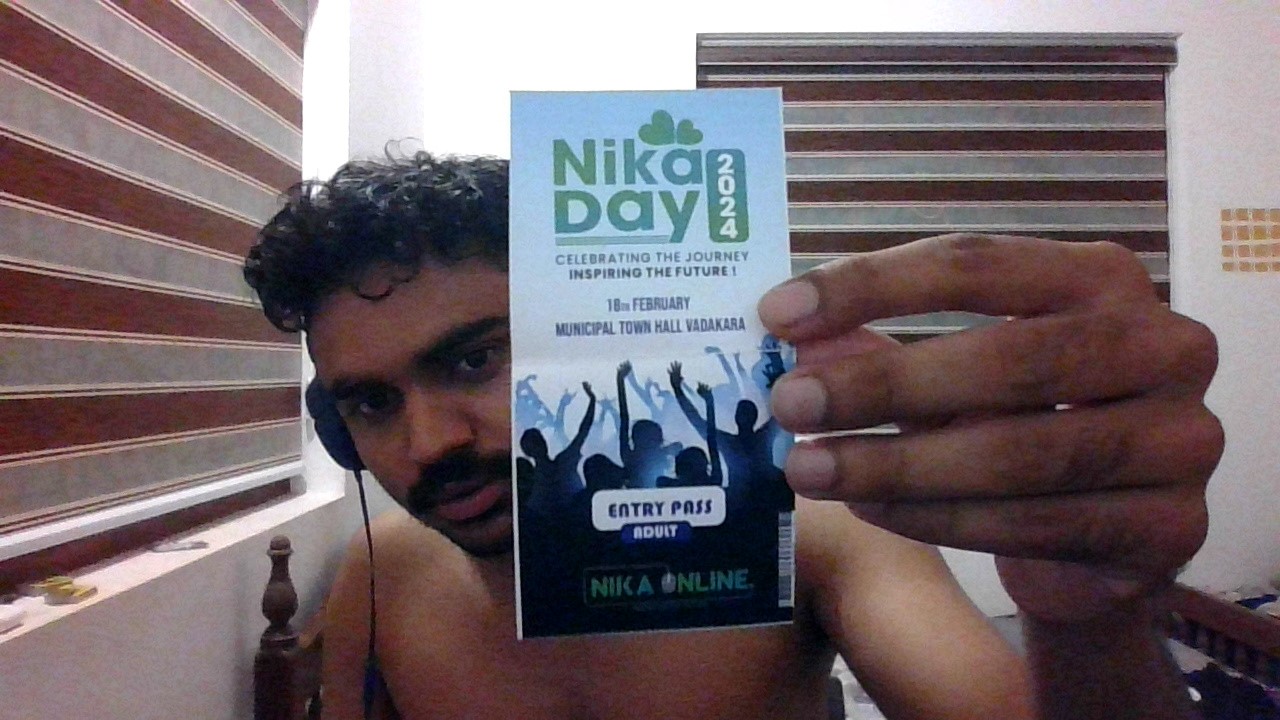 Nika
Day
2024
CELEBRATING THE JOURNEY
INSPIRING THE FUTURE !
18TH FEBRUARY
MUNICIPAL TOWN HALL VADAKARA
ENTRY PASS
ADULT
NIKA ONLINE